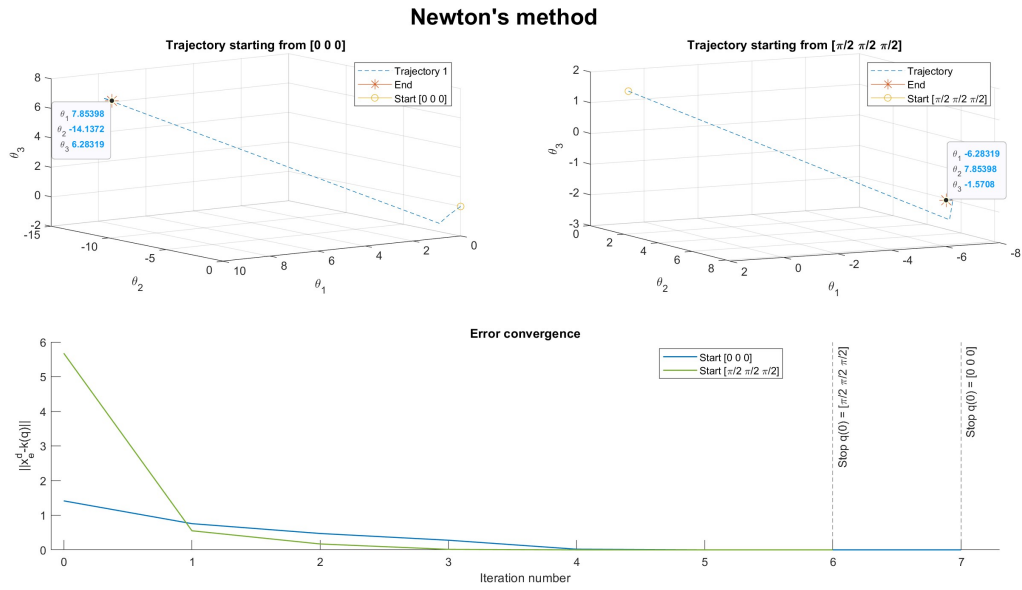 Newton's method
Trajectory starting from [0 0 0]
8
6
4
2
0
-2
θ3
-15
-10
-5
0
θ2
10
8
6
4
2
0
θ1
θ1 7.85398
θ2 -14.1372
θ3 6.28319
Trajectory 1
End
Start [0 0 0]
Trajectory starting from [π/2 π/2 π/2]
2
1
0
-1
-2
-3
θ3
0
2
4
6
8
θ2
2
0
-2
-4
-6
-8
θ1
Trajectory
End
Start [π/2 π/2 π/2]
θ1 -6.28319
θ2 7.85398
θ3 -1.5708
Error convergence
6
5
4
3
2
1
0
||x_e^d-k(q)||
Start [0 0 0]
Start [π/2 π/2 π/2]
Stop q(0) = [π/2 π/2 π/2]
Stop q(0) = [0 0 0]
0
1
2
3
4
5
6
7
Iteration number